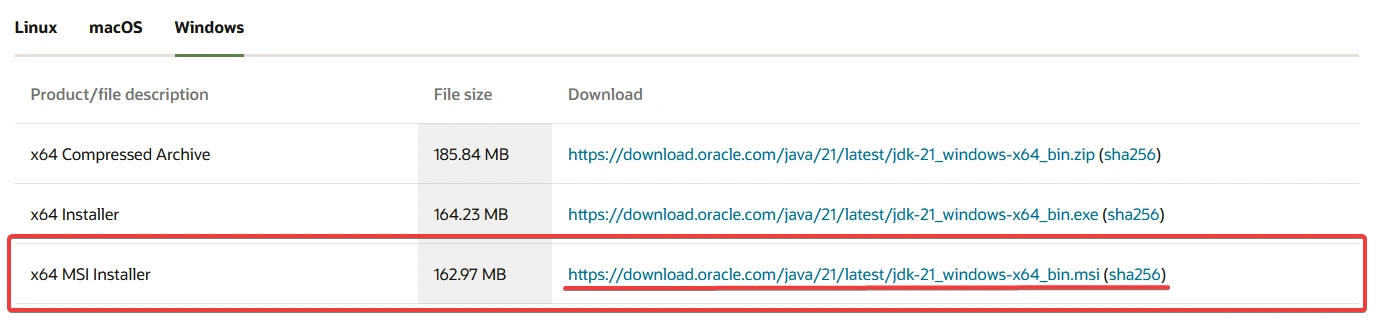 Linux macOS Windows
Product/file description File size Download
x64 Compressed Archive 185.84 MB https://download.oracle.com/java/21/latest/jdk-21_windows-x64_bin.zip (sha256)
x64 Installer 164.23 MB https://download.oracle.com/java/21/latest/jdk-21_windows-x64_bin.exe (sha256)
x64 MSI Installer 162.97 MB https://download.oracle.com/java/21/latest/jdk-21_windows-x64_bin.msi (sha256)